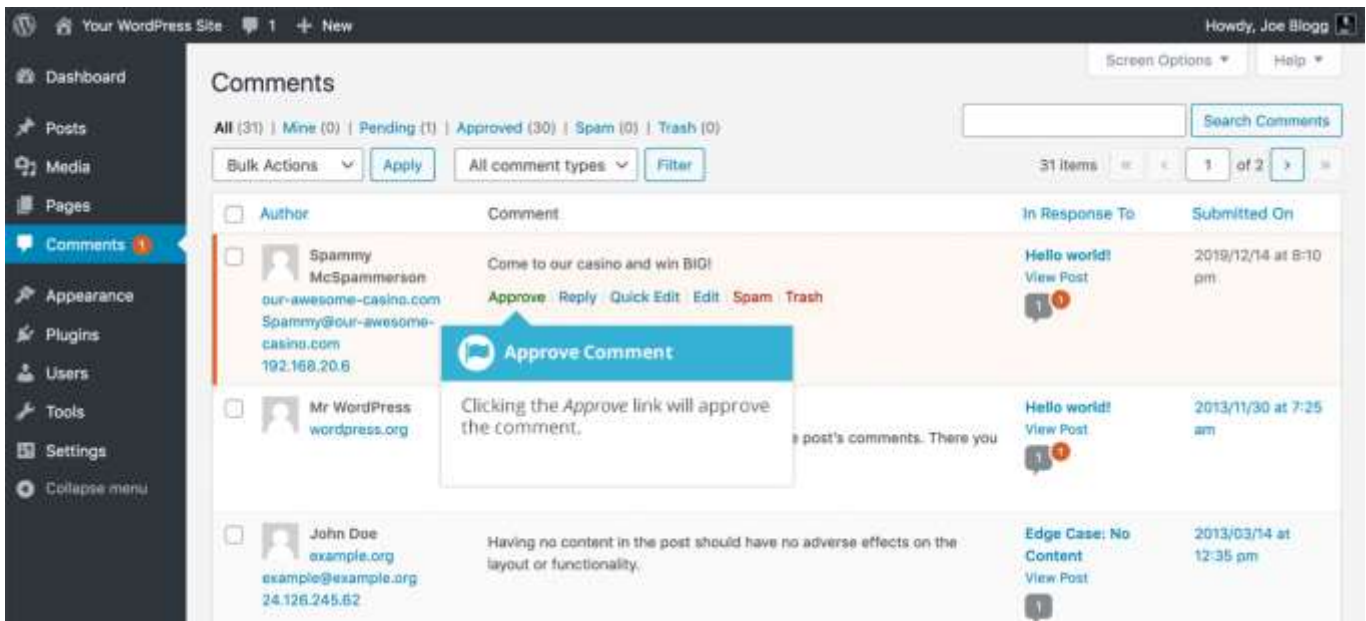 Your WordPress Site 1 + New Howdy, Joe Blogg
Dashboard
Posts
Media
Pages
Comments 1
Appearance
Plugins
Users
Tools
Settings
Collapse menu
Screen Options Help
Comments
All (31) | Mine (0) | Pending (1) | Approved (30) | Spam (0) | Trash (0)
Search Comments
Bulk Actions Apply All comment types Filter
31 items « ‹ 1 of 2 › »
Author Comment In Response To Submitted On
Spammy
McSpammerson
our-awesome-casino.com
Spammy@our-awesome-
casino.com
192.168.20.6
Come to our casino and win BIG!
Approve Reply Quick Edit Edit Spam Trash
Hello world!
View Post
1 1
2019/12/14 at 8:10
pm
Approve Comment
Clicking the Approve link will approve
the comment.
Mr WordPress
wordpress.org
post's comments. There you
Hello world!
View Post
1 1
2013/11/30 at 7:25
am
John Doe
example.org
example@example.org
24.126.245.62
Having no content in the post should have no adverse effects on the
layout or functionality.
Edge Case: No
Content
View Post
1
2013/03/14 at
12:35 pm